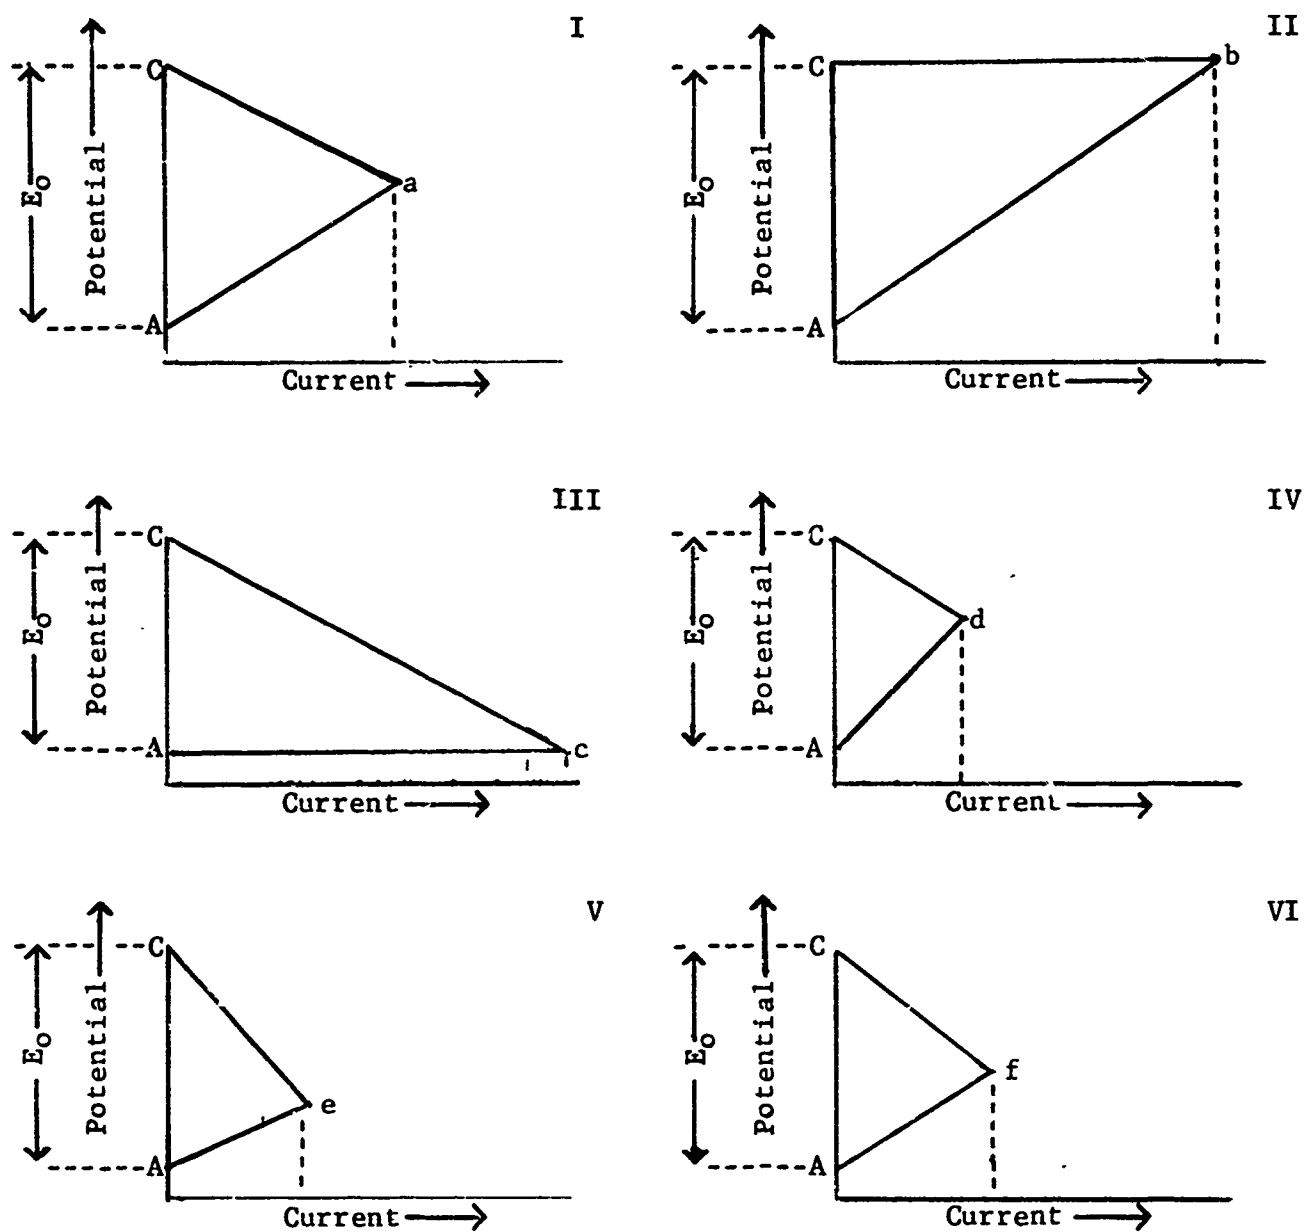 I
C
E₀
Potential
a
A
Current
II
C
b
E₀
Potential
A
Current
III
C
E₀
Potential
A
c
Current
IV
C
E₀
Potential
d
A
Current
V
C
E₀
Potential
e
A
Current
VI
C
E₀
Potential
f
A
Current